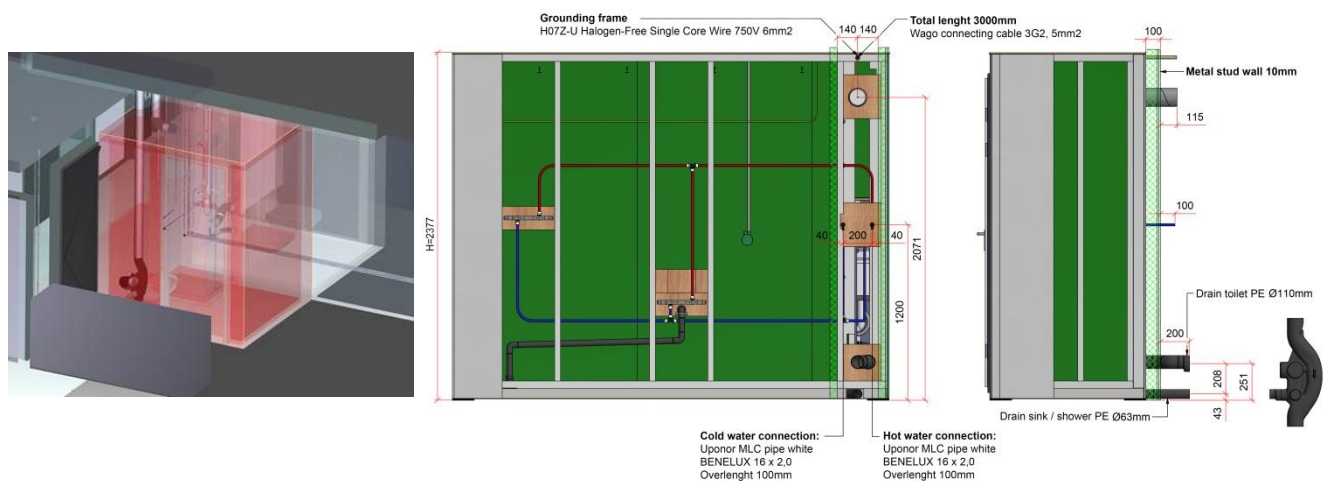 Grounding frame
H07Z-U Halogen-Free Single Core Wire 750V 6mm2
Total lenght 3000mm
Wago connecting cable 3G2, 5mm2
140
140
100
Metal stud wall 10mm
115
H=2377
2071
100
40
200
40
1200
Drain toilet PE Ø110mm
200
208
251
43
Drain sink / shower PE Ø63mm
Cold water connection:
Uponor MLC pipe white
BENELUX 16 x 2,0
Overlenght 100mm
Hot water connection:
Uponor MLC pipe white
BENELUX 16 x 2,0
Overlenght 100mm